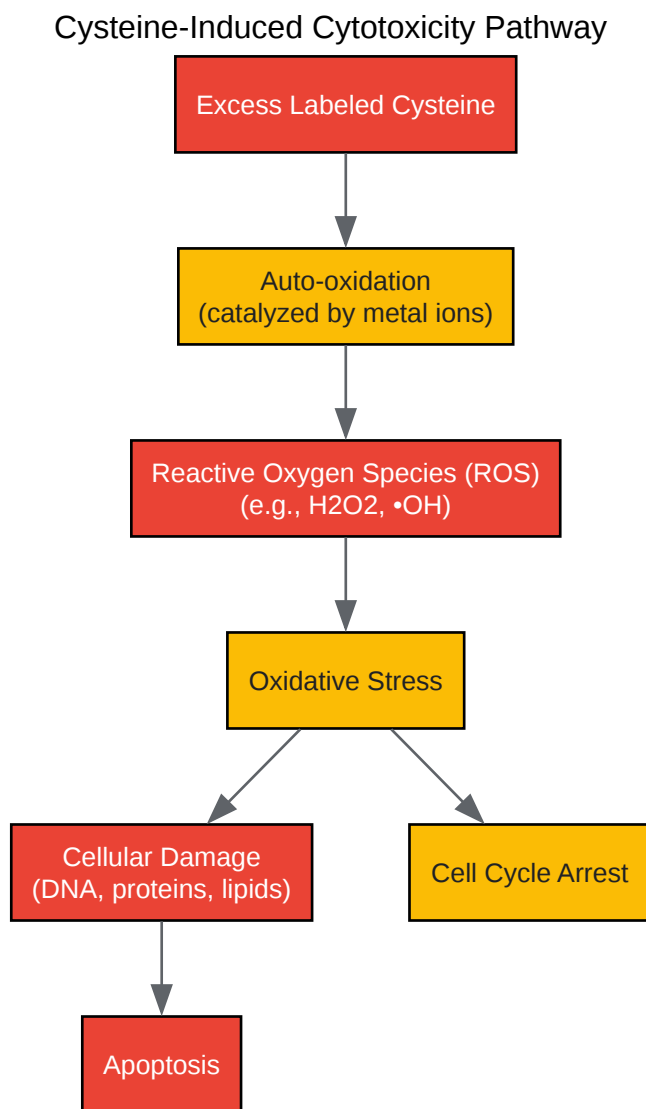 Cysteine-Induced Cytotoxicity Pathway
Excess Labeled Cysteine
Auto-oxidation
(catalyzed by metal ions)
Reactive Oxygen Species (ROS)
(e.g., H2O2, •OH)
Oxidative Stress
Cellular Damage
(DNA, proteins, lipids)
Cell Cycle Arrest
Apoptosis